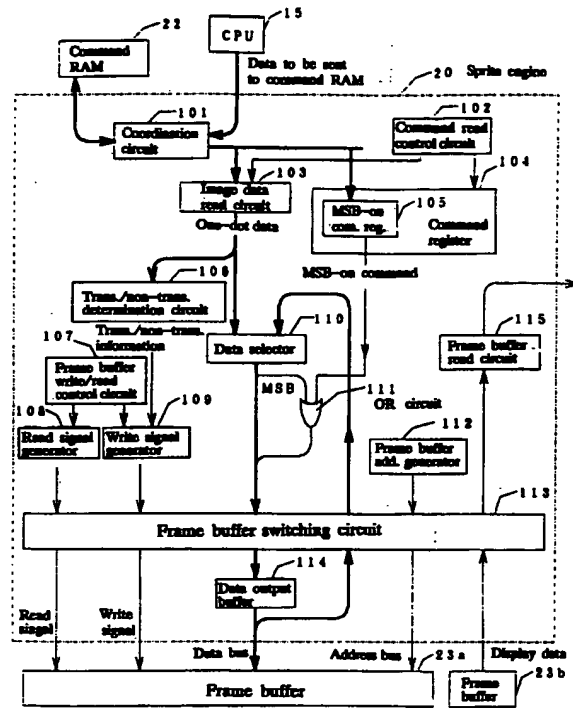 22
Command
RAM
15
CPU
Data to be sent
to command RAM
20 Sprite engine
101
Coordination
circuit
102
Command read
control circuit
103
Image data
read circuit
One-dot data
104
105
MSB-on
com. reg.
Command
register
MSB-on command
106
Trans./non-trans.
determination circuit
Trans./non-trans.
information
107
Frame buffer
write/read
control circuit
108
Read signal
generator
109
Write signal
generator
110
Data selector
MSB
111
OR circuit
112
Frame buffer
add. generator
115
Frame buffer
read circuit
113
Frame buffer switching circuit
114
Data output
buffer
Read
signal
Write
signal
Data bus
Address bus
Display data
23a
Frame buffer
23b
Frame
buffer